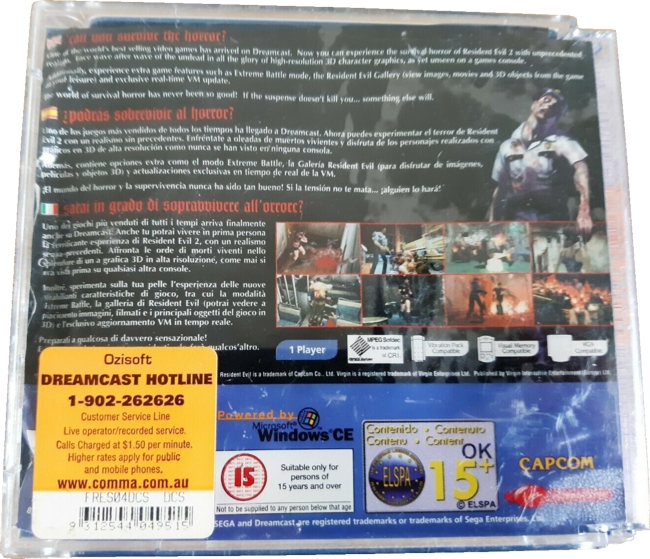 can you survive the horror?
One of the world's best selling video games has arrived on Dreamcast. Now you can experience the survival horror of Resident Evil 2 with unprecedented
realism. Face wave after wave of the undead in all the glory of high-resolution 3D character graphics, as yet unseen on a games console.
Additionally, experience extra game features such as Extreme Battle mode, the Resident Evil Gallery (view images, movies and 3D objects from the game
at your leisure) and exclusive real-time VM update.
The world of survival horror has never been so good! If the suspense doesn't kill you... something else will.
¿podras sobrevivir al horror?
Uno de los juegos más vendidos de todos los tiempos ha llegado a Dreamcast. Ahora puedes experimentar el terror de Resident
Evil 2 con un realismo sin precedentes. Enfréntate a oleadas de muertos vivientes y disfruta de los personajes realizados con
gráficos en 3D de alta resolución como nunca se han visto en ninguna consola.
Además, contiene opciones extra como el modo Extreme Battle, la Galería Resident Evil (para disfrutar de imágenes,
películas y objetos 3D) y actualizaciones exclusivas en tiempo de real de la VM.
¡El mundo del horror y la supervivencia nunca ha sido tan bueno! Si la tensión no te mata... ¡alguien lo hará!
sarai in grado di sopravvivere all'orrore?
Uno dei giochi più venduti di tutti i tempi arriva finalmente
anche su Dreamcast. Anche tu potrai vivere in prima persona
la terrificante esperienza di Resident Evil 2, con un realismo
senza precedenti. Affronta le orde di morti viventi nello
splendore di un a grafica 3D in alta risoluzione, come mai si
era vista prima su qualsiasi altra console.
Inoltre, sperimenta sulla tua pelle l'esperienza delle nuove
strabilianti caratteristiche di gioco, tra cui la modalità
Extreme Battle, la galleria di Resident Evil (potrai vedere a
piacimento immagini, filmati e i principali oggetti del gioco in
3D) e l'esclusivo aggiornamento VM in tempo reale.
Preparati a qualcosa di davvero sensazionale!
qualcos'altro.
1 Player
MPEG Sofdec
is a trademark
of CRI
Vibration Pack
Compatible
Visual Memory
Compatible
VGA
Compatible
Resident Evil is a trademark of Capcom Co., Ltd. Virgin is a registered trademark of Virgin Enterprises Ltd. Published by Virgin Interactive Entertainment (Europe) Ltd.
Ozisoft
DREAMCAST HOTLINE
1-902-262626
Customer Service Line
Live operator/recorded service.
Calls Charged at $1.50 per minute.
Higher rates apply for public
and mobile phones.
www.comma.com.au
FRES04DCS DCS
9 312544 049515
Powered by
Microsoft
Windows CE
15
Suitable only for
persons of
15 years and over
Not to be supplied to any person below that age
Contenido • Contenuto
Contenu • Content
ELSPA
OK
15+
© ELSPA
CAPCOM
SEGA and Dreamcast are registered trademarks or trademarks of Sega Enterprises, Ltd.